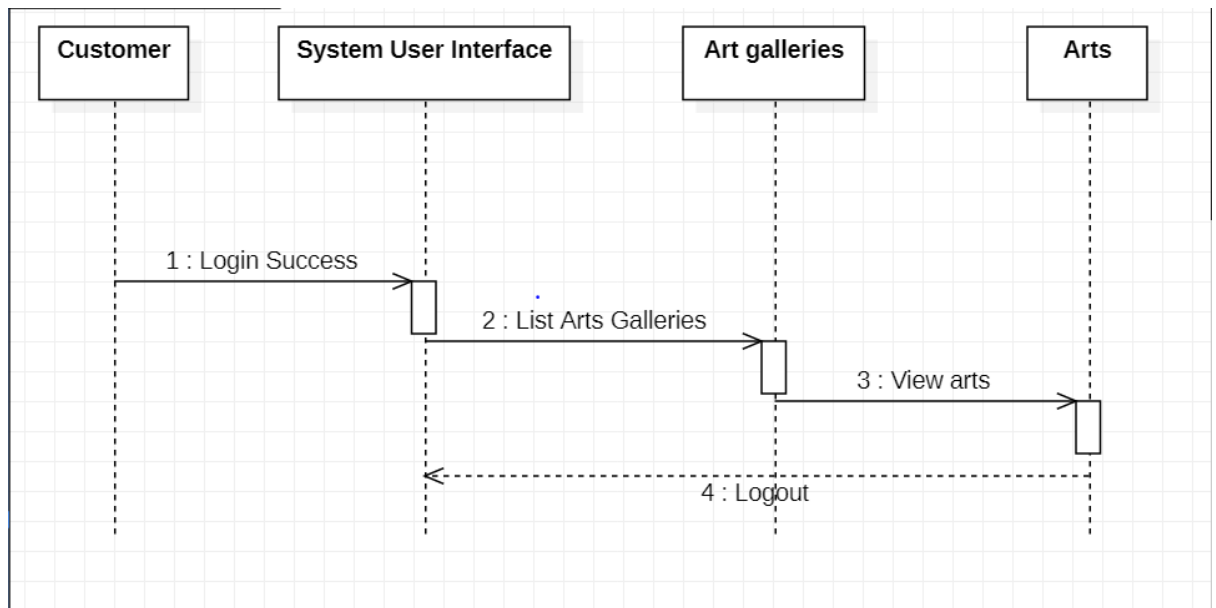 Customer
System User Interface
Art galleries
Arts
1 : Login Success
2 : List Arts Galleries
3 : View arts
4 : Logout